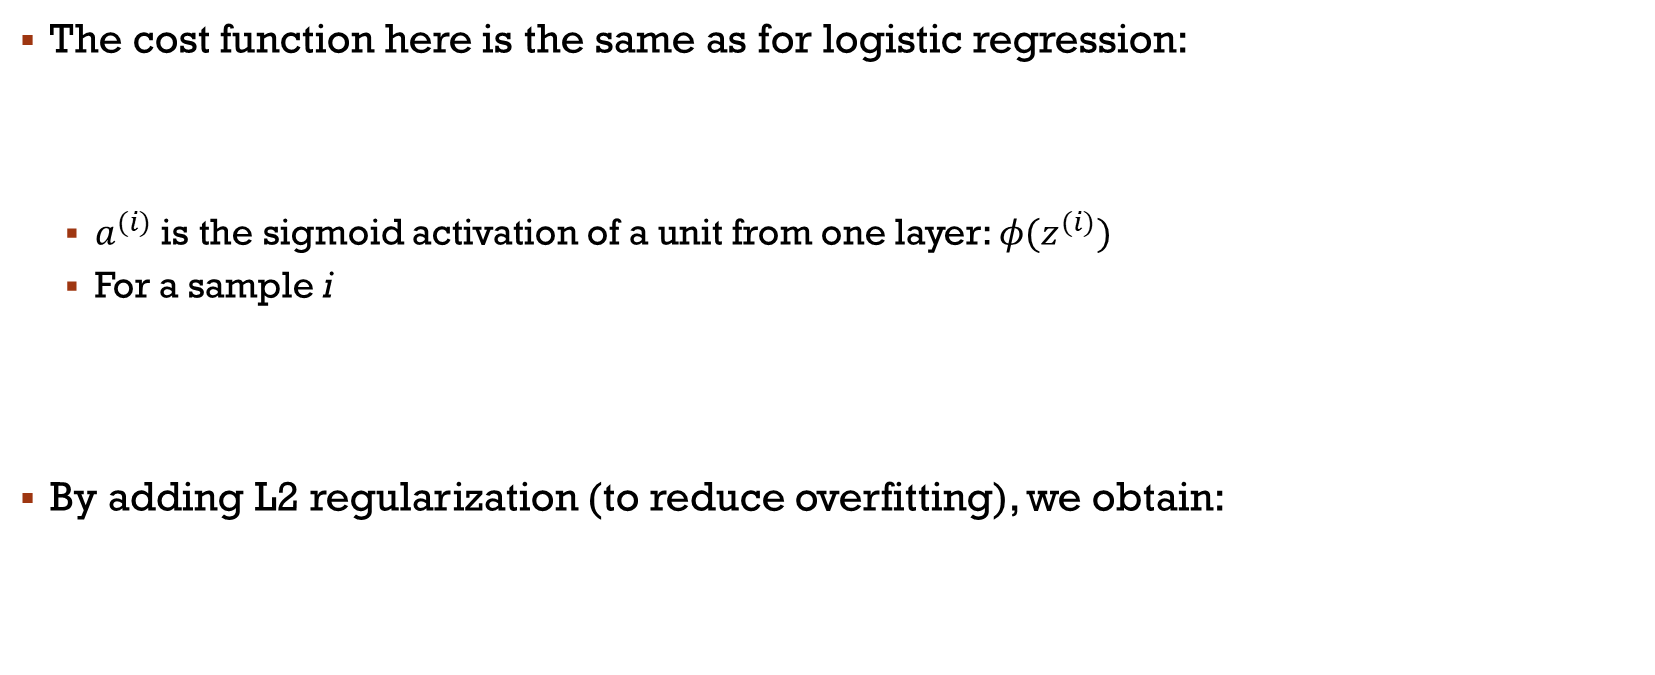 ▪ The cost function here is the same as for logistic regression:
▪ a⁽ⁱ⁾ is the sigmoid activation of a unit from one layer: ϕ(z⁽ⁱ⁾)
▪ For a sample i
▪ By adding L2 regularization (to reduce overfitting), we obtain: